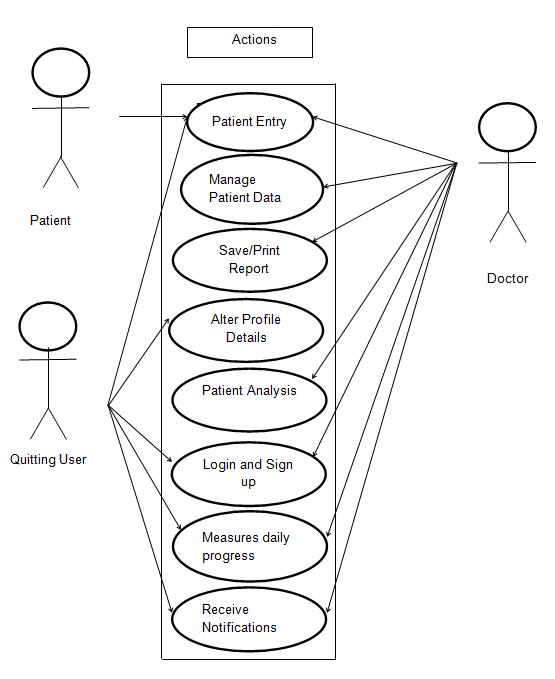 Actions
Patient Entry
Manage
Patient Data
Patient
Save/Print
Report
Doctor
Alter Profile
Details
Patient Analysis
Quitting User
Login and Sign
up
Measures daily
progress
Receive
Notifications